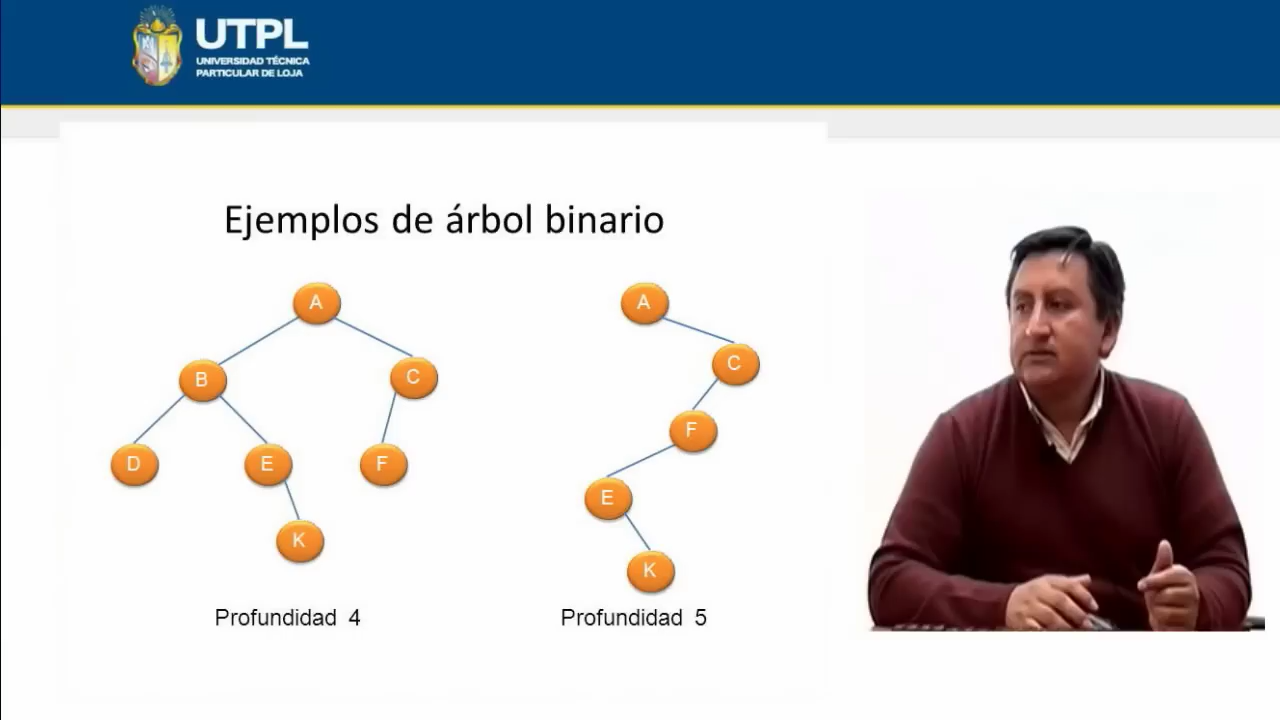 UTPL
UNIVERSIDAD TÉCNICA
PARTICULAR DE LOJA
Ejemplos de árbol binario
A
B
C
D
E
F
K
Profundidad 4
A
C
F
E
K
Profundidad 5